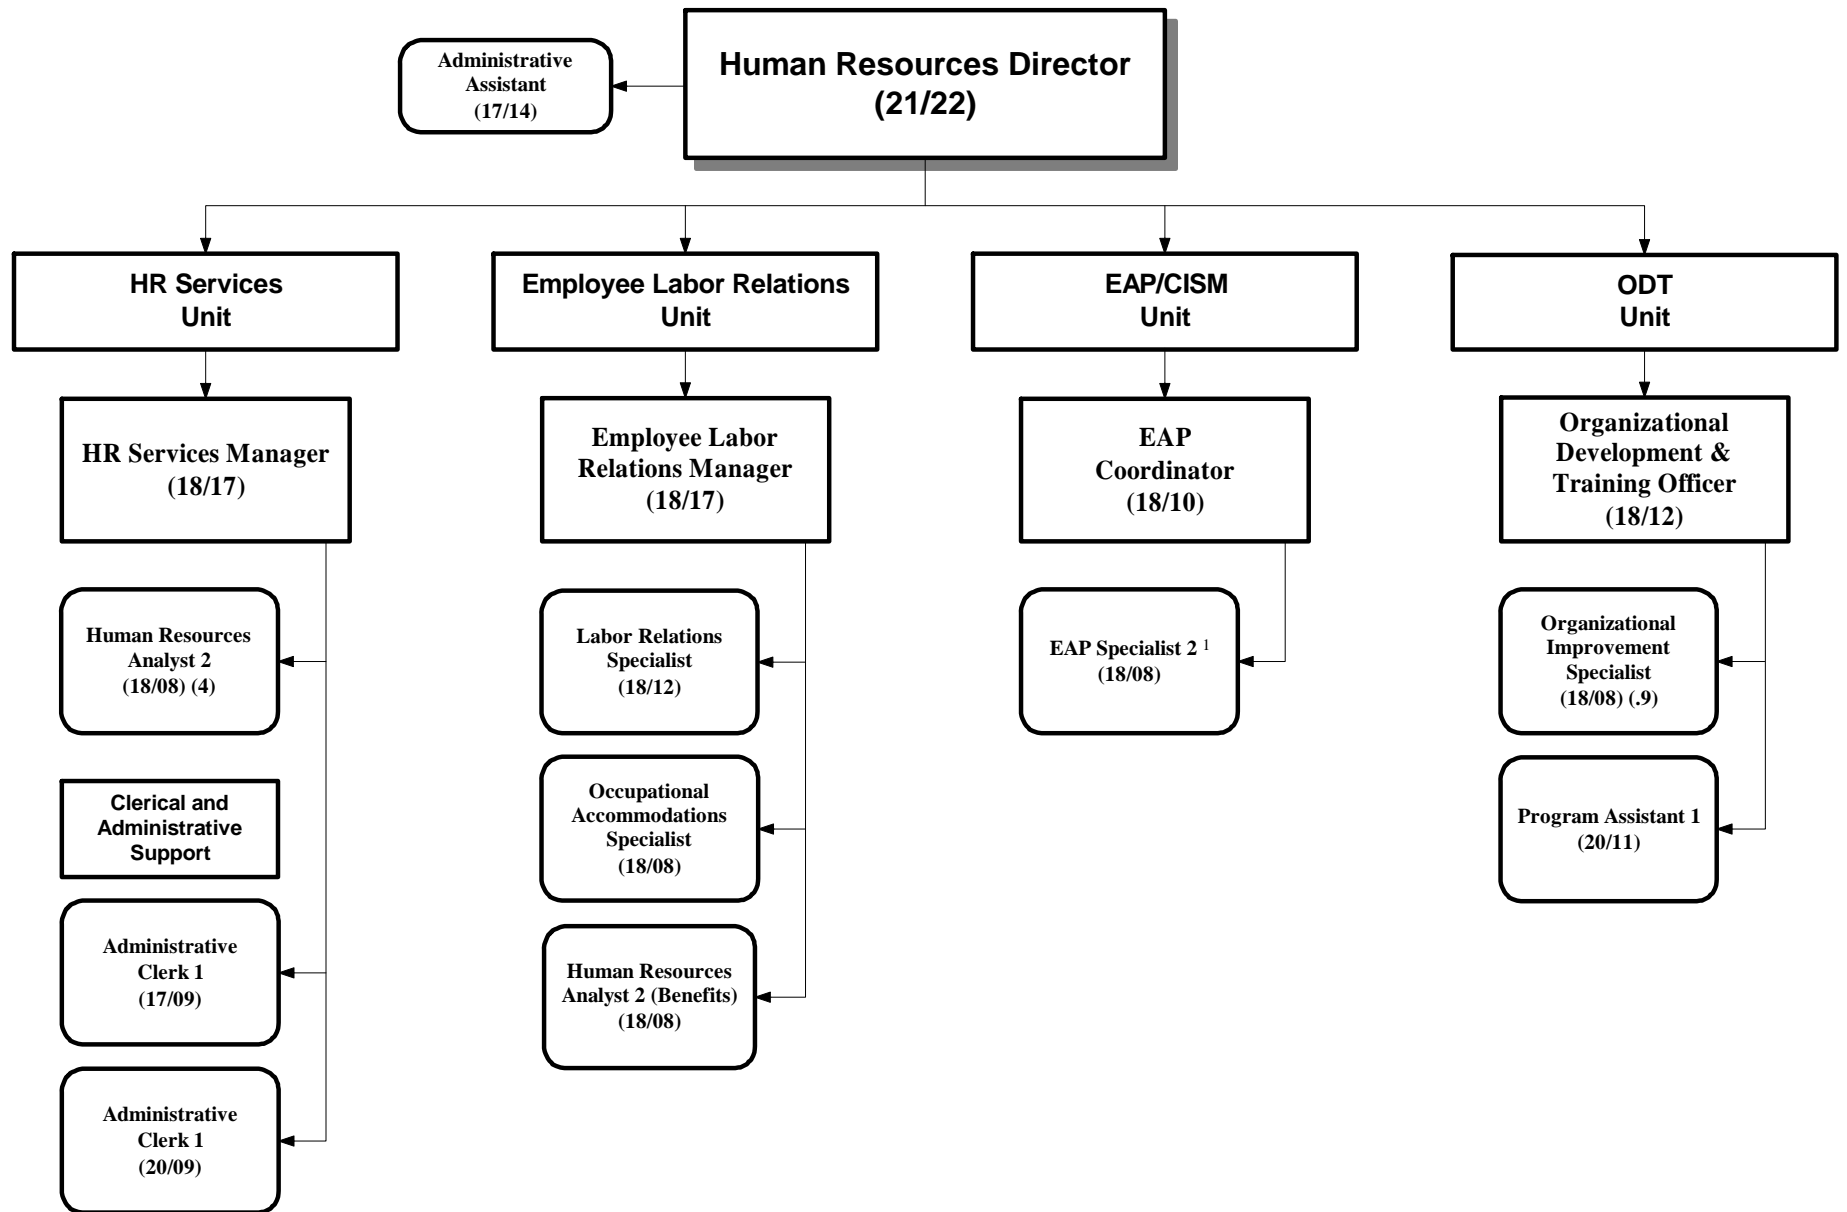 Administrative
Assistant
(17/14)
Human Resources Director
(21/22)
HR Services
Unit
Employee Labor Relations
Unit
EAP/CISM
Unit
ODT
Unit
HR Services Manager
(18/17)
Employee Labor
Relations Manager
(18/17)
EAP
Coordinator
(18/10)
Organizational
Development &
Training Officer
(18/12)
Human Resources
Analyst 2
(18/08) (4)
Labor Relations
Specialist
(18/12)
EAP Specialist 2 ¹
(18/08)
Organizational
Improvement
Specialist
(18/08) (.9)
Clerical and
Administrative
Support
Occupational
Accommodations
Specialist
(18/08)
Program Assistant 1
(20/11)
Administrative
Clerk 1
(17/09)
Human Resources
Analyst 2 (Benefits)
(18/08)
Administrative
Clerk 1
(20/09)